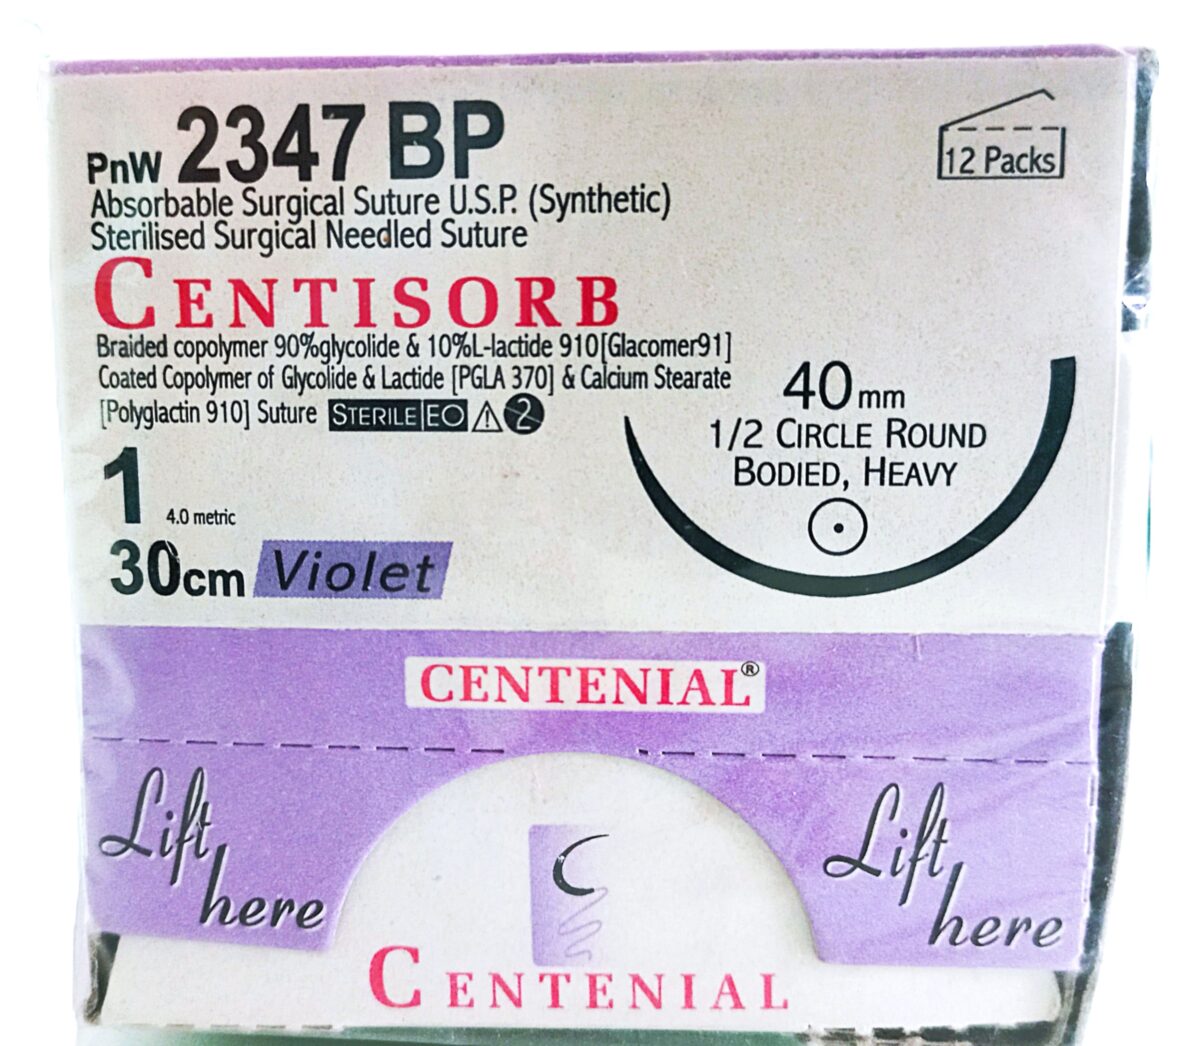 PnW 2347 BP
12 Packs
Absorbable Surgical Suture U.S.P. (Synthetic)
Sterilised Surgical Needled Suture
CENTISORB
Braided copolymer 90%glycolide & 10%L-lactide 910[Glacomer91]
Coated Copolymer of Glycolide & Lactide [PGLA 370] & Calcium Stearate
[Polyglactin 910] Suture STERILE EO 2
40 mm
1/2 CIRCLE ROUND
BODIED, HEAVY
1 4.0 metric
30cm Violet
CENTENIAL®
Lift
here
Lift
here
CENTENIAL